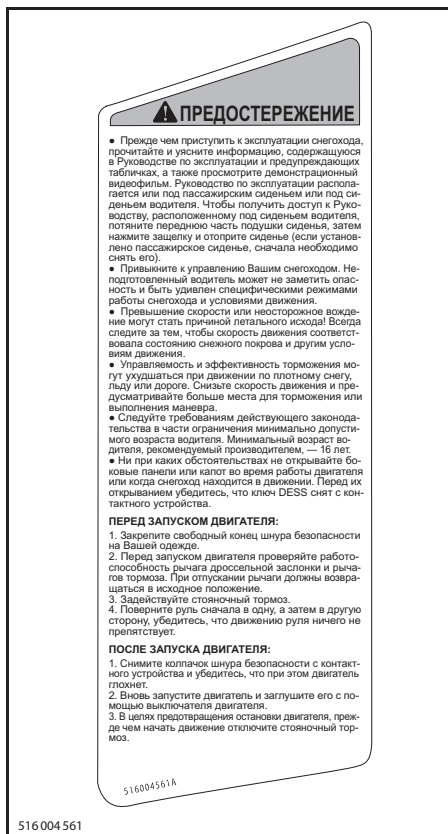 ПРЕДОСТЕРЕЖЕНИЕ
● Прежде чем приступить к эксплуатации снегохода,
прочитайте и уясните информацию, содержащуюся
в Руководстве по эксплуатации и предупреждающих
табличках, а также просмотрите демонстрационный
видеофильм. Руководство по эксплуатации распола-
гается или под пассажирским сиденьем или под си-
деньем водителя. Чтобы получить доступ к Руко-
водству, расположенному под сиденьем водителя,
потяните переднюю часть подушки сиденья, затем
нажмите защелку и отоприте сиденье (если установ-
лено пассажирское сиденье, сначала необходимо
снять его).
● Привыкните к управлению Вашим снегоходом. Не-
подготовленный водитель может не заметить опас-
ность и быть удивлен специфическими режимами
работы снегохода и условиями движения.
● Превышение скорости или неосторожное вожде-
ние могут стать причиной летального исхода! Всегда
следите за тем, чтобы скорость движения соответст-
вовала состоянию снежного покрова и другим усло-
виям движения.
● Управляемость и эффективность торможения мо-
гут ухудшаться при движении по плотному снегу,
льду или дороге. Снизьте скорость движения и пре-
дусматривайте больше места для торможения или
выполнения маневра.
● Следуйте требованиям действующего законода-
тельства в части ограничения минимально допусти-
мого возраста водителя. Минимальный возраст во-
дителя, рекомендуемый производителем, — 16 лет.
● Ни при каких обстоятельствах не открывайте бо-
ковые панели или капот во время работы двигателя
или когда снегоход находится в движении. Перед их
открыванием убедитесь, что ключ DESS снят с кон-
тактного устройства.
ПЕРЕД ЗАПУСКОМ ДВИГАТЕЛЯ:
1. Закрепите свободный конец шнура безопасности
на Вашей одежде.
2. Перед запуском двигателя проверяйте работо-
способность рычага дроссельной заслонки и рыча-
гов тормоза. При отпускании рычаги должны возвра-
щаться в исходное положение.
3. Задействуйте стояночный тормоз.
4. Поверните руль сначала в одну, а затем в другую
сторону, убедитесь, что движению руля ничего не
препятствует.
ПОСЛЕ ЗАПУСКА ДВИГАТЕЛЯ:
1. Снимите колпачок шнура безопасности с контакт-
ного устройства и убедитесь, что при этом двигатель
глохнет.
2. Вновь запустите двигатель и заглушите его с по-
мощью выключателя двигателя.
3. В целях предотвращения остановки двигателя, преж-
де чем начать движение отключите стояночный тор-
моз.
516004561A
516 004 561